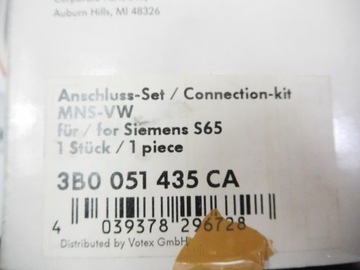 Auburn Hills, MI 48326
Anschluss-Set / Connection-kit
MNS-VW
für / for Siemens S65
1 Stück / 1 piece
3B0 051 435 CA
4 039378 296728
Distributed by Votex GmbH